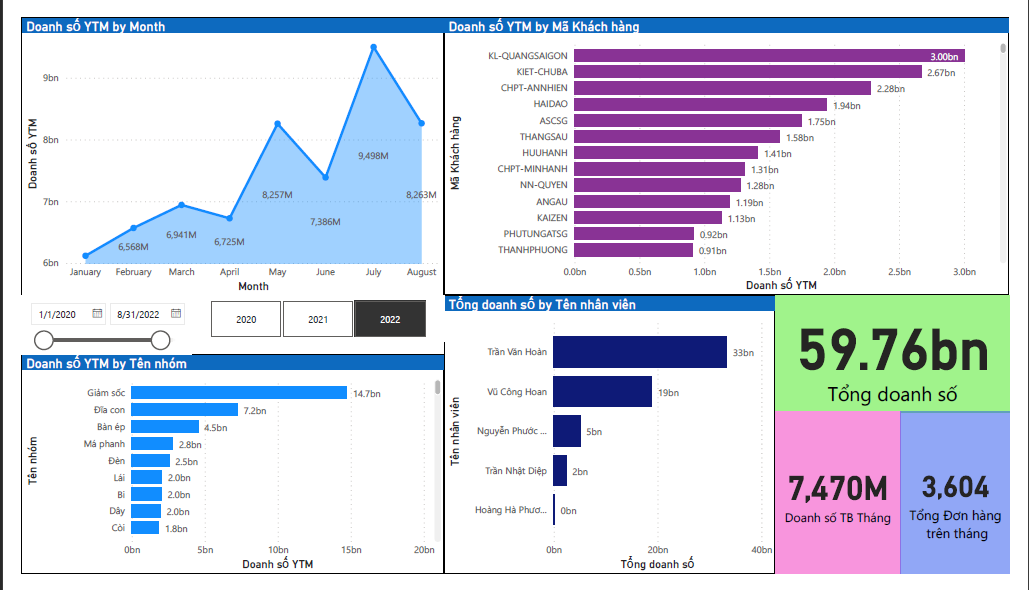 Doanh số YTM by Month
Doanh số YTM
9bn
8bn
7bn
6bn
6,568M
6,941M
6,725M
8,257M
7,386M
9,498M
8,263M
January February March April May June July August
Month
Doanh số YTM by Mã Khách hàng
Mã Khách hàng
KL-QUANGSAIGON 3.00bn
KIET-CHUBA 2.67bn
CHPT-ANNHIEN 2.28bn
HAIDAO 1.94bn
ASCSG 1.75bn
THANGSAU 1.58bn
HUUHANH 1.41bn
CHPT-MINHANH 1.31bn
NN-QUYEN 1.28bn
ANGAU 1.19bn
KAIZEN 1.13bn
PHUTUNGATSG 0.92bn
THANHPHUONG 0.91bn
0.0bn 0.5bn 1.0bn 1.5bn 2.0bn 2.5bn 3.0bn
Doanh số YTM
1/1/2020 8/31/2022
2020 2021 2022
Doanh số YTM by Tên nhóm
Tên nhóm
Giảm sốc 14.7bn
Đĩa con 7.2bn
Bàn ép 4.5bn
Má phanh 2.8bn
Đèn 2.5bn
Lái 2.0bn
Bi 2.0bn
Dây 2.0bn
Còi 1.8bn
0bn 5bn 10bn 15bn 20bn
Doanh số YTM
Tổng doanh số by Tên nhân viên
Tên nhân viên
Trần Văn Hoàn 33bn
Vũ Công Hoan 19bn
Nguyễn Phước ... 5bn
Trần Nhật Diệp 2bn
Hoàng Hà Phươ... 0bn
0bn 20bn 40bn
Tổng doanh số
59.76bn
Tổng doanh số
7,470M
Doanh số TB Tháng
3,604
Tổng Đơn hàng
trên tháng